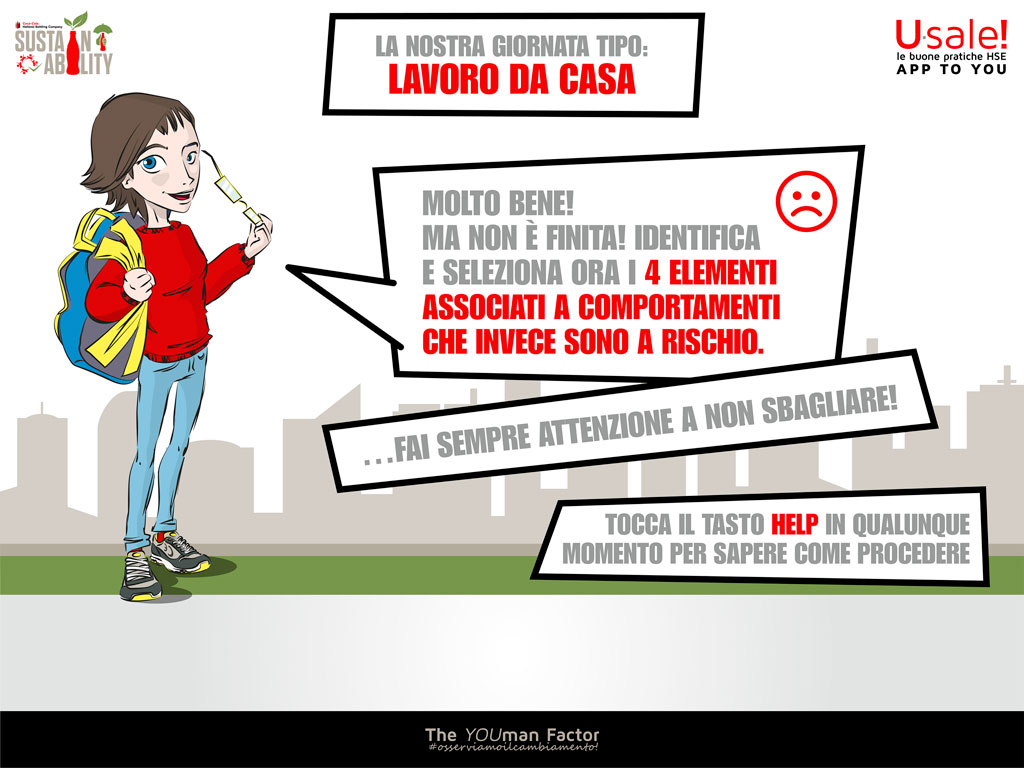 Coca-Cola
Hellenic Bottling Company
SUSTAIN
ABILITY
LA NOSTRA GIORNATA TIPO:
LAVORO DA CASA
U·sale!
le buone pratiche HSE
APP TO YOU
MOLTO BENE!
MA NON È FINITA! IDENTIFICA
E SELEZIONA ORA I 4 ELEMENTI
ASSOCIATI A COMPORTAMENTI
CHE INVECE SONO A RISCHIO.
...FAI SEMPRE ATTENZIONE A NON SBAGLIARE!
TOCCA IL TASTO HELP IN QUALUNQUE
MOMENTO PER SAPERE COME PROCEDERE
The YOUman Factor
#osserviamoilcambiamento!